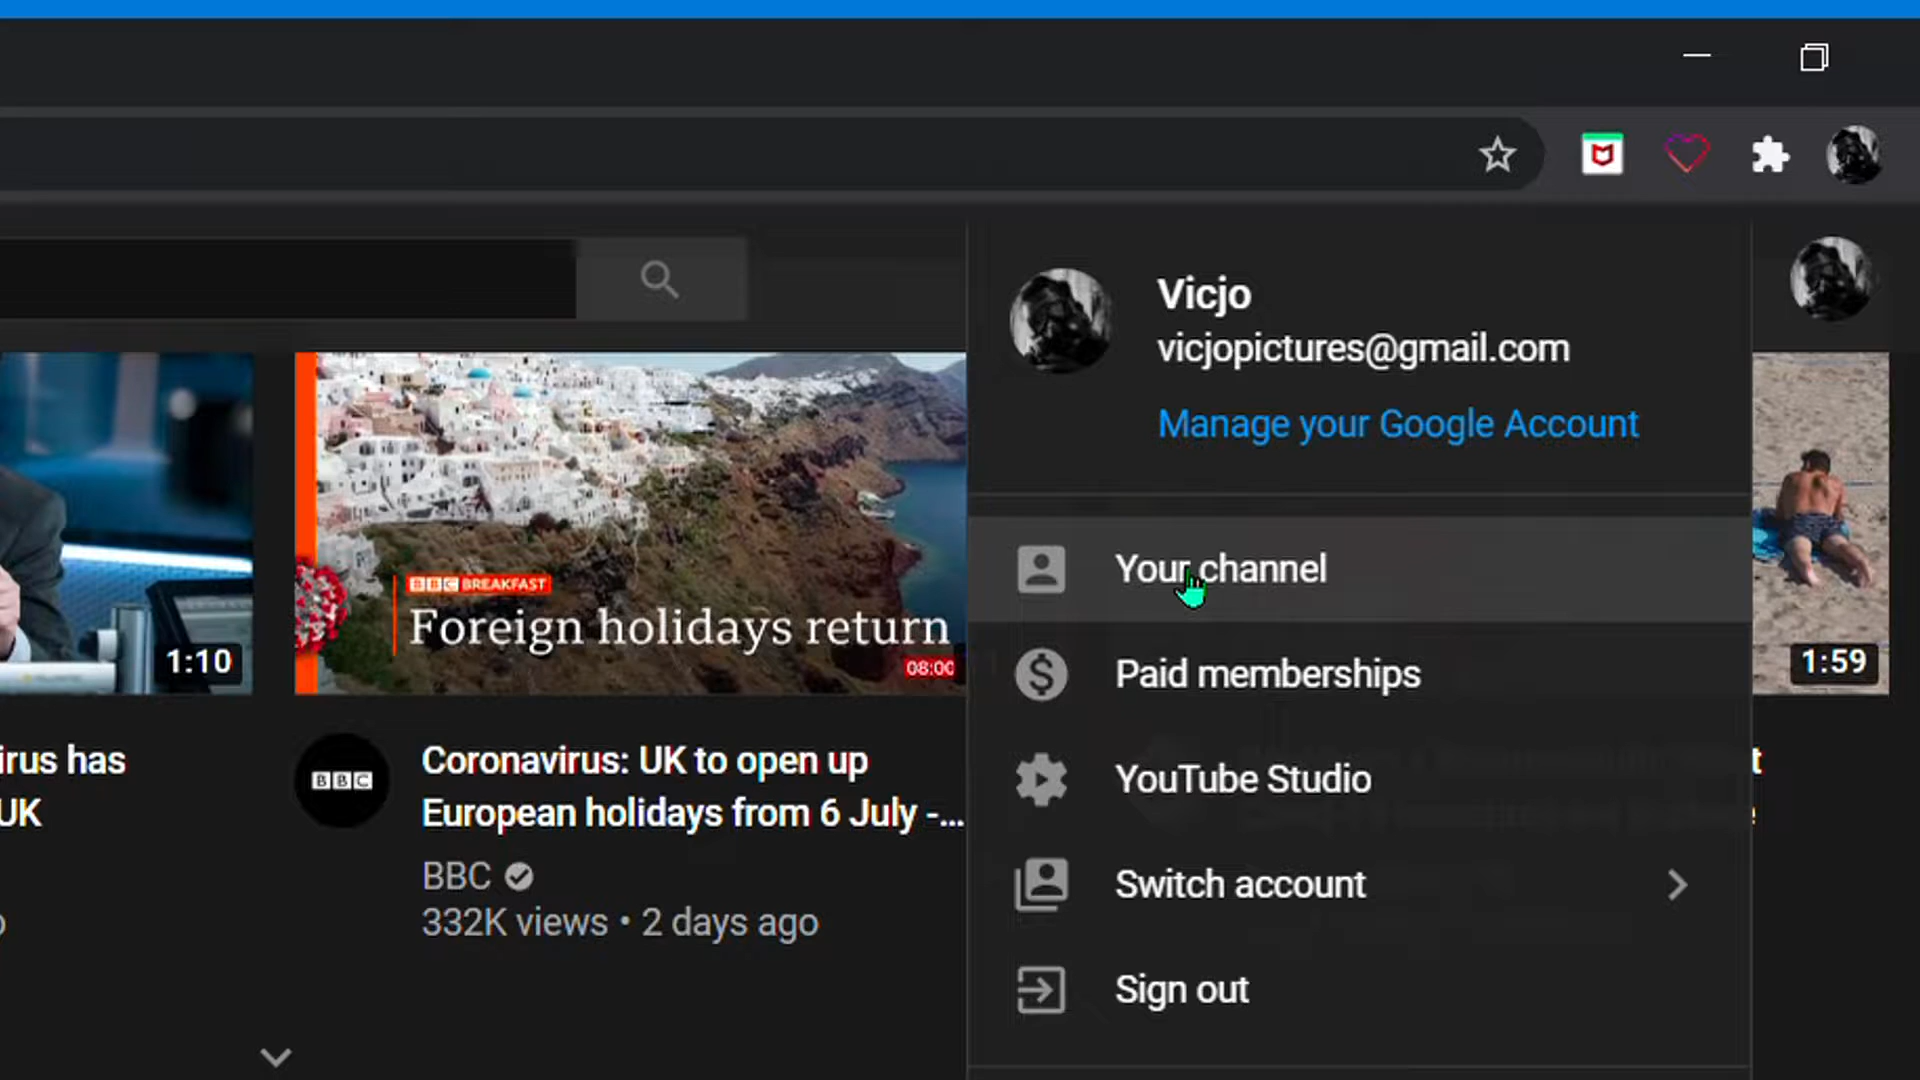 Vicjo
vicjopictures@gmail.com
Manage your Google Account
Your channel
Paid memberships
YouTube Studio
Switch account
Sign out
BBC BREAKFAST
Foreign holidays return
08:00
1:10
1:59
irus has
UK
BBC
Coronavirus: UK to open up
European holidays from 6 July -...
BBC
332K views • 2 days ago